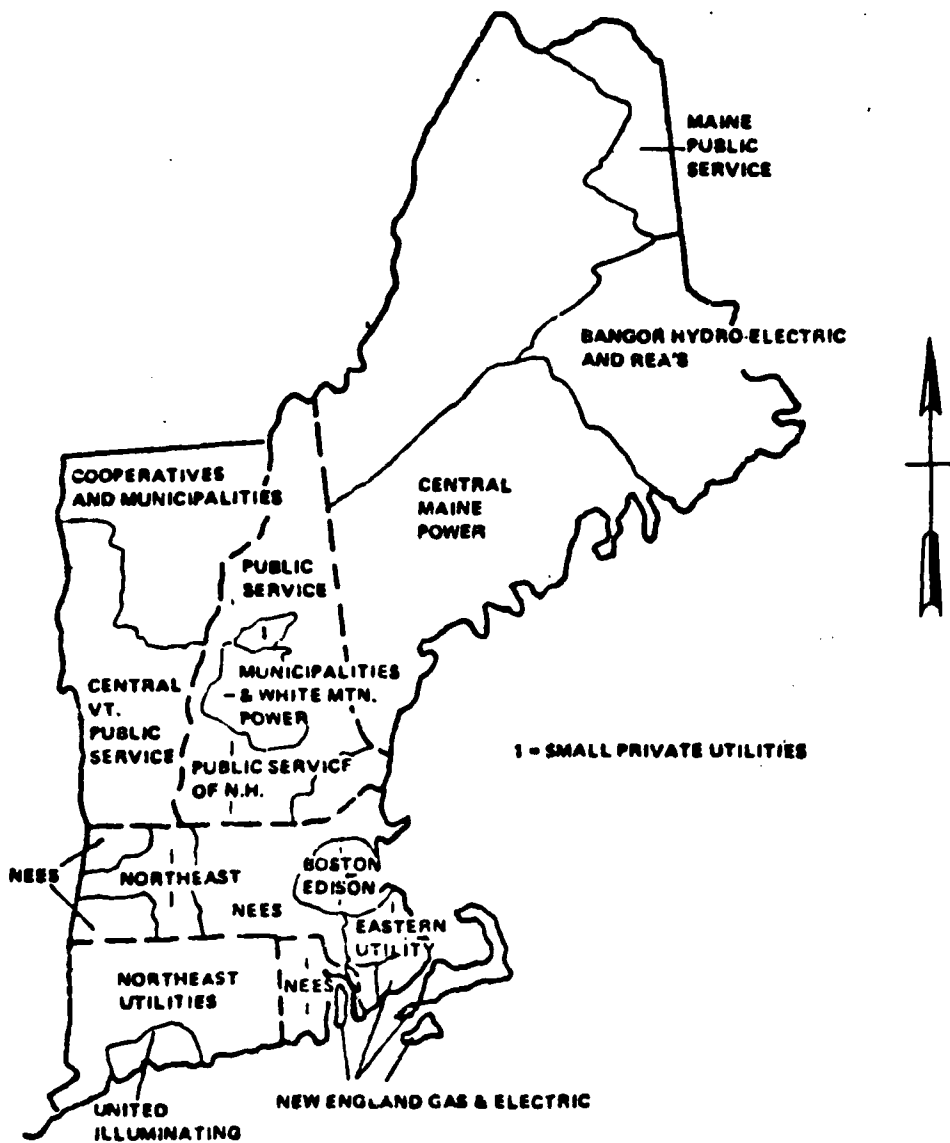 MAINE
PUBLIC
SERVICE
BANGOR HYDRO-ELECTRIC
AND REA'S
COOPERATIVES
AND MUNICIPALITIES
CENTRAL
MAINE
POWER
PUBLIC
SERVICE
1
MUNICIPALITIES
& WHITE MTN.
POWER
CENTRAL
VT.
PUBLIC
SERVICE
1 = SMALL PRIVATE UTILITIES
PUBLIC SERVICE
OF N.H.
NEES
NORTHEAST
BOSTON
EDISON
NEES
EASTERN
UTILITY
NORTHEAST
UTILITIES
NEES
NEW ENGLAND GAS & ELECTRIC
UNITED
ILLUMINATING